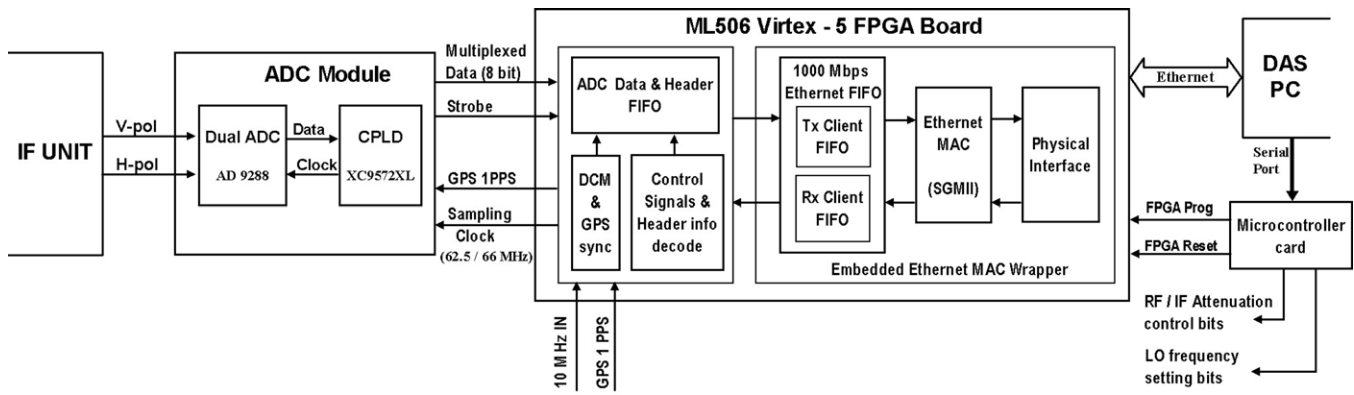 IF UNIT
V-pol
H-pol
ADC Module
Dual ADC
AD 9288
Data
Clock
CPLD
XC9572XL
Multiplexed
Data (8 bit)
Strobe
GPS 1PPS
Sampling
Clock
(62.5 / 66 MHz)
ML506 Virtex - 5 FPGA Board
ADC Data & Header
FIFO
DCM
&
GPS
sync
Control
Signals &
Header info
decode
10 MHz IN
GPS 1 PPS
1000 Mbps
Ethernet FIFO
Tx Client
FIFO
Rx Client
FIFO
Ethernet
MAC
(SGMII)
Physical
Interface
Embedded Ethernet MAC Wrapper
Ethernet
DAS
PC
Serial
Port
FPGA Prog
FPGA Reset
Microcontroller
card
RF / IF Attenuation
control bits
LO frequency
setting bits